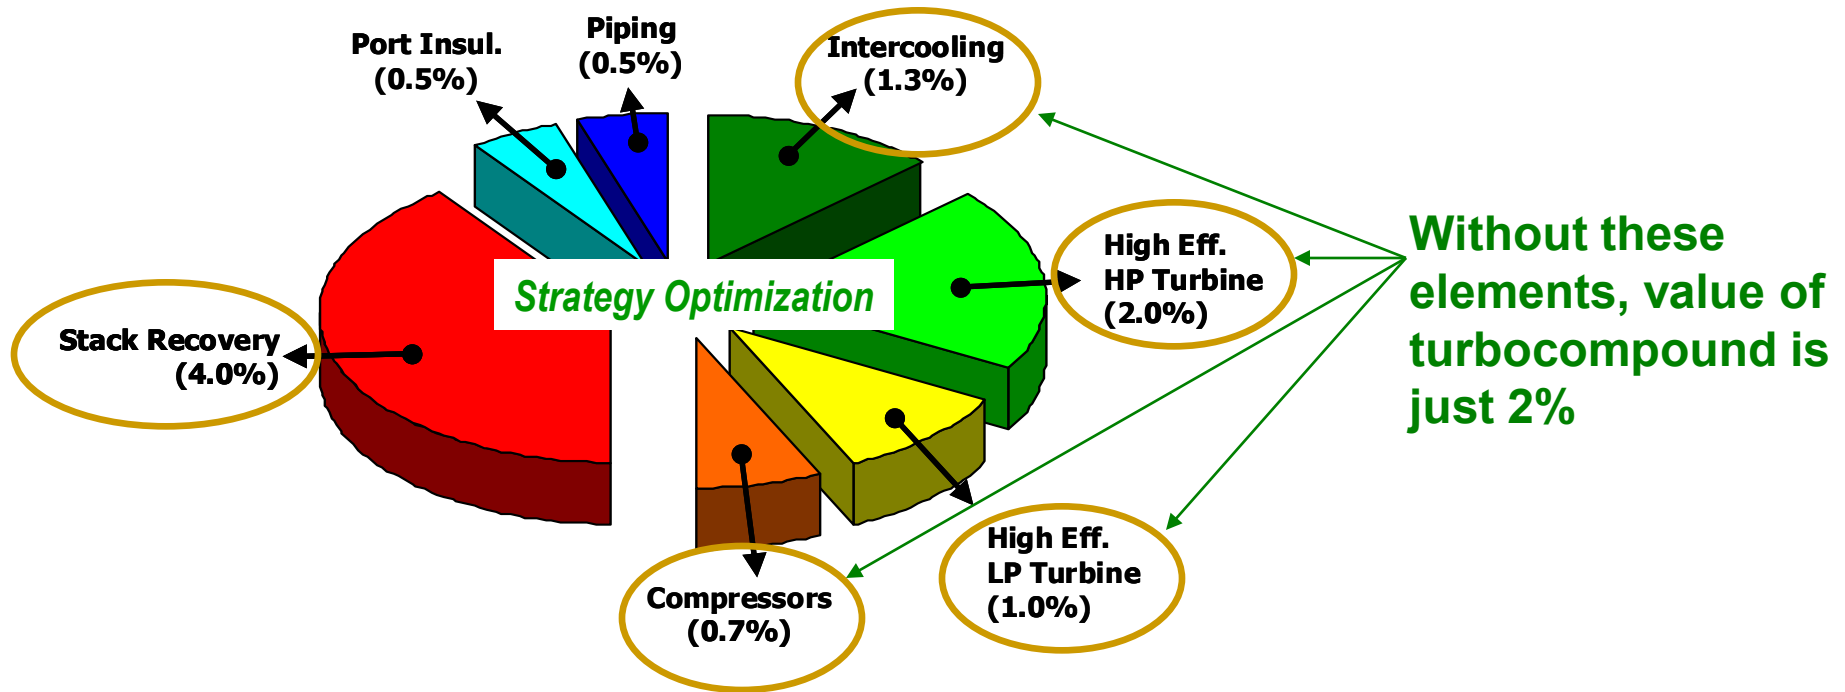 Port Insul.
(0.5%)
Piping
(0.5%)
Intercooling
(1.3%)
High Eff.
HP Turbine
(2.0%)
Without these
elements, value of
turbocompound is
just 2%
Strategy Optimization
Stack Recovery
(4.0%)
High Eff.
LP Turbine
(1.0%)
Compressors
(0.7%)